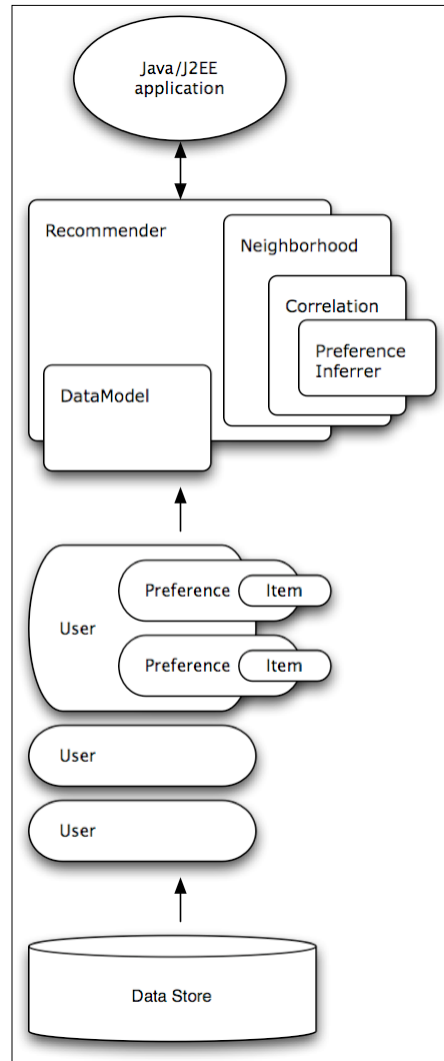 Java/J2EE
application
Recommender
Neighborhood
Correlation
Preference
Inferrer
DataModel
Preference
Item
User
Preference
Item
User
User
Data Store